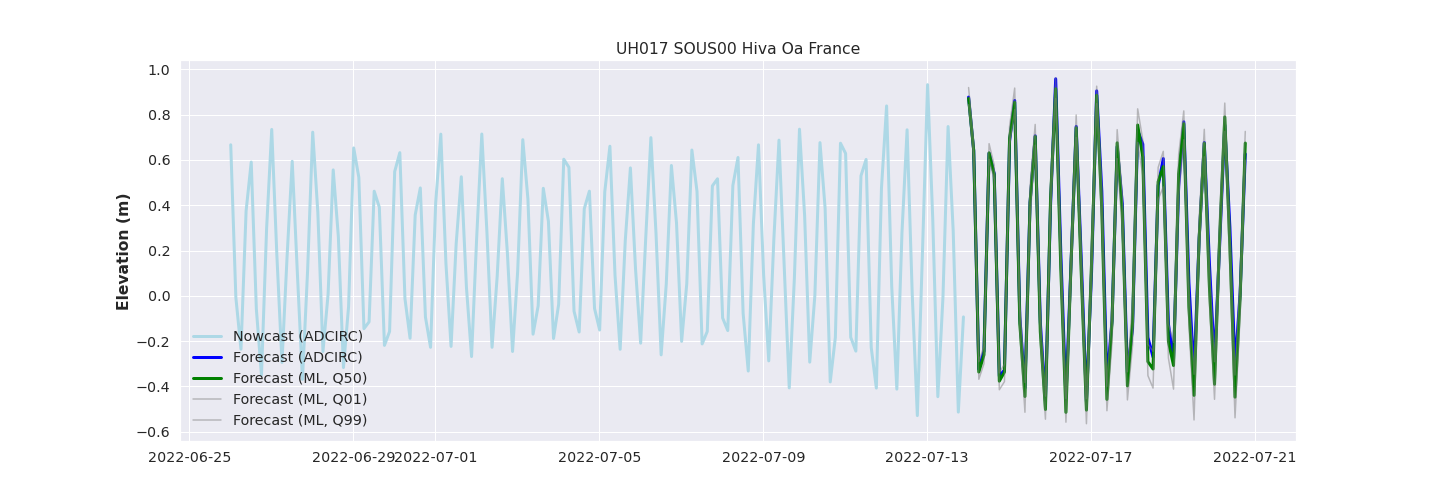 UH017 SOUS00 Hiva Oa France
Elevation (m)
1.0
0.8
0.6
0.4
0.2
0.0
−0.2
−0.4
−0.6
Nowcast (ADCIRC)
Forecast (ADCIRC)
Forecast (ML, Q50)
Forecast (ML, Q01)
Forecast (ML, Q99)
2022-06-25 2022-06-29 2022-07-01 2022-07-05 2022-07-09 2022-07-13 2022-07-17 2022-07-21